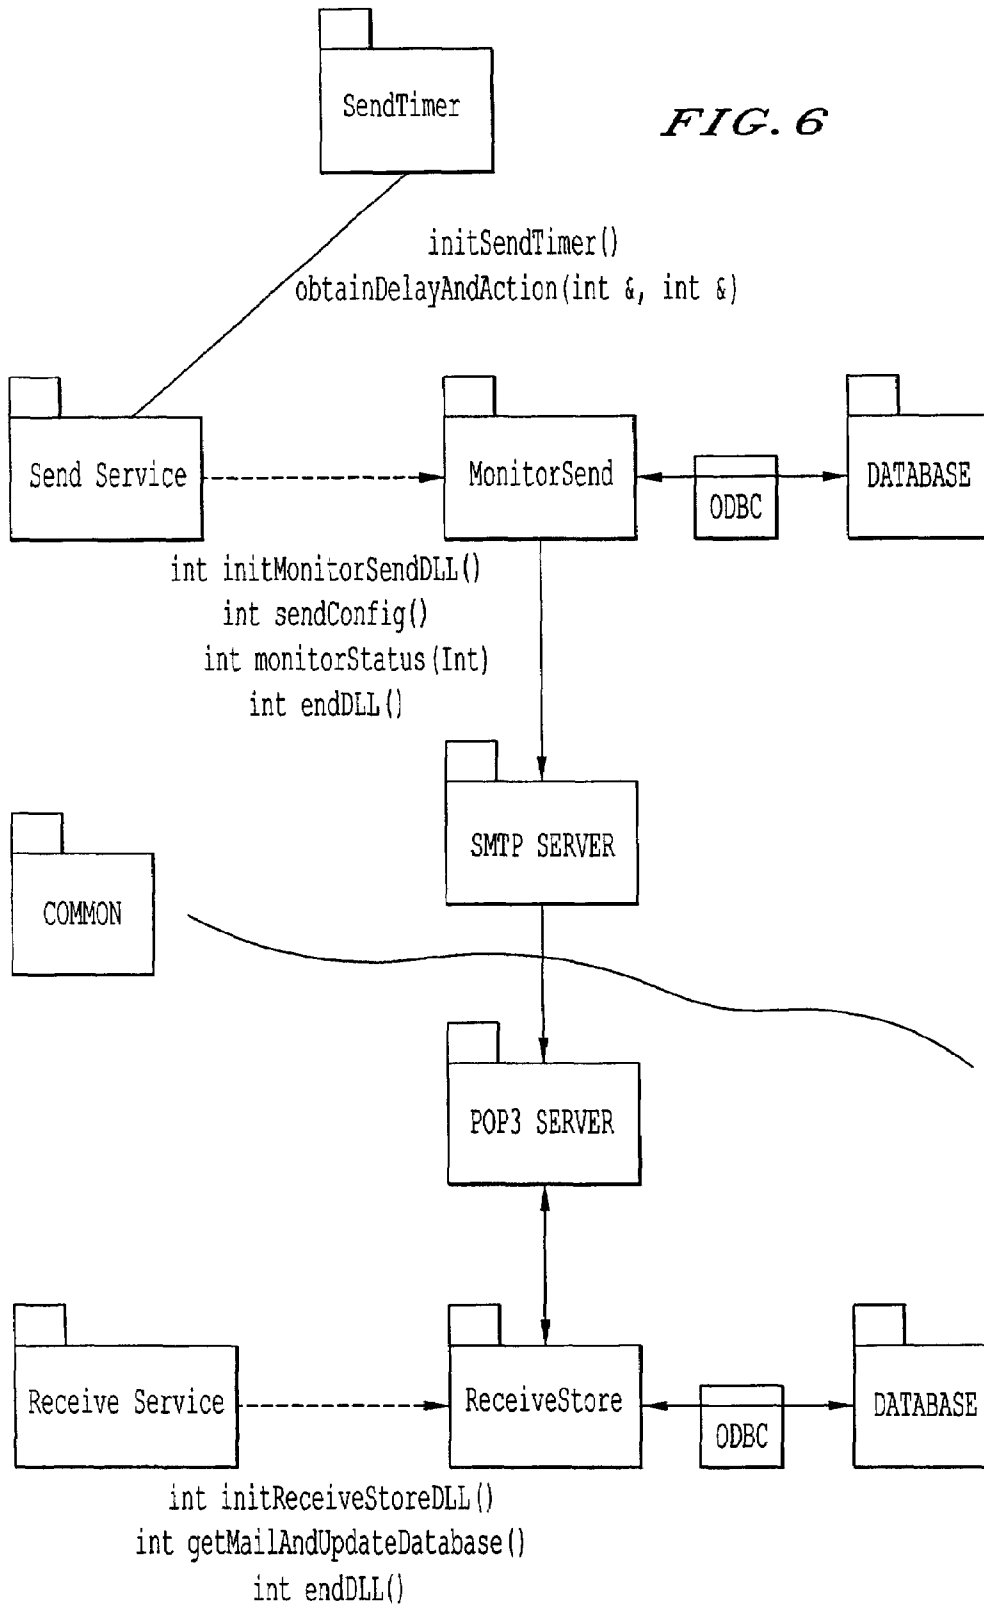 SendTimer
FIG. 6
initSendTimer()
obtainDelayAndAction(int &, int &)
Send Service
MonitorSend
ODBC
DATABASE
int initMonitorSendDLL()
int sendConfig()
int monitorStatus(Int)
int endDLL()
SMTP SERVER
COMMON
POP3 SERVER
Receive Service
ReceiveStore
ODBC
DATABASE
int initReceiveStoreDLL()
int getMailAndUpdateDatabase()
int endDLL()